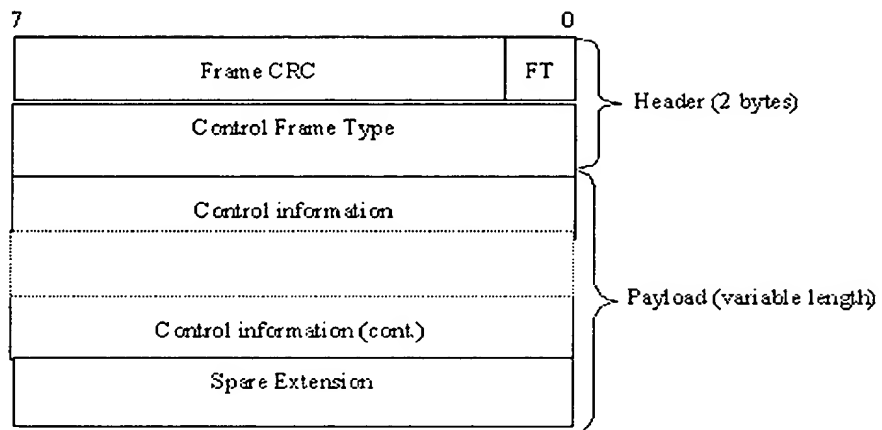 7 0
Frame CRC FT
Header (2 bytes)
Control Frame Type
Control information
Payload (variable length)
Control information (cont.)
Spare Extension